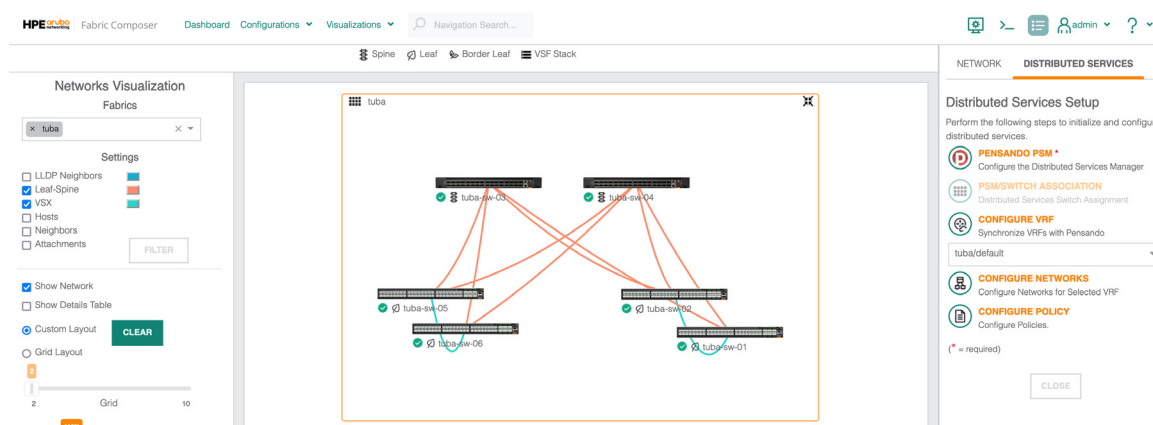 HPE aruba networking Fabric Composer Dashboard Configurations Visualizations Navigation Search... admin ?
Spine Leaf Border Leaf VSF Stack
Networks Visualization
Fabrics
× tuba ×
Settings
LLDP Neighbors
Leaf-Spine
VSX
Hosts
Neighbors
Attachments
FILTER
Show Network
Show Details Table
Custom Layout
CLEAR
Grid Layout
2
2 Grid 10
tuba
tuba-sw-03 tuba-sw-04
tuba-sw-05 tuba-sw-02
tuba-sw-06 tuba-sw-01
NETWORK DISTRIBUTED SERVICES
Distributed Services Setup
Perform the following steps to initialize and configur
distributed services.
PENSANDO PSM *
Configure the Distributed Services Manager
PSM/SWITCH ASSOCIATION
Distributed Services Switch Assignment
CONFIGURE VRF
Synchronize VRFs with Pensando
tuba/default
CONFIGURE NETWORKS
Configure Networks for Selected VRF
CONFIGURE POLICY
Configure Policies.
(* = required)
CLOSE